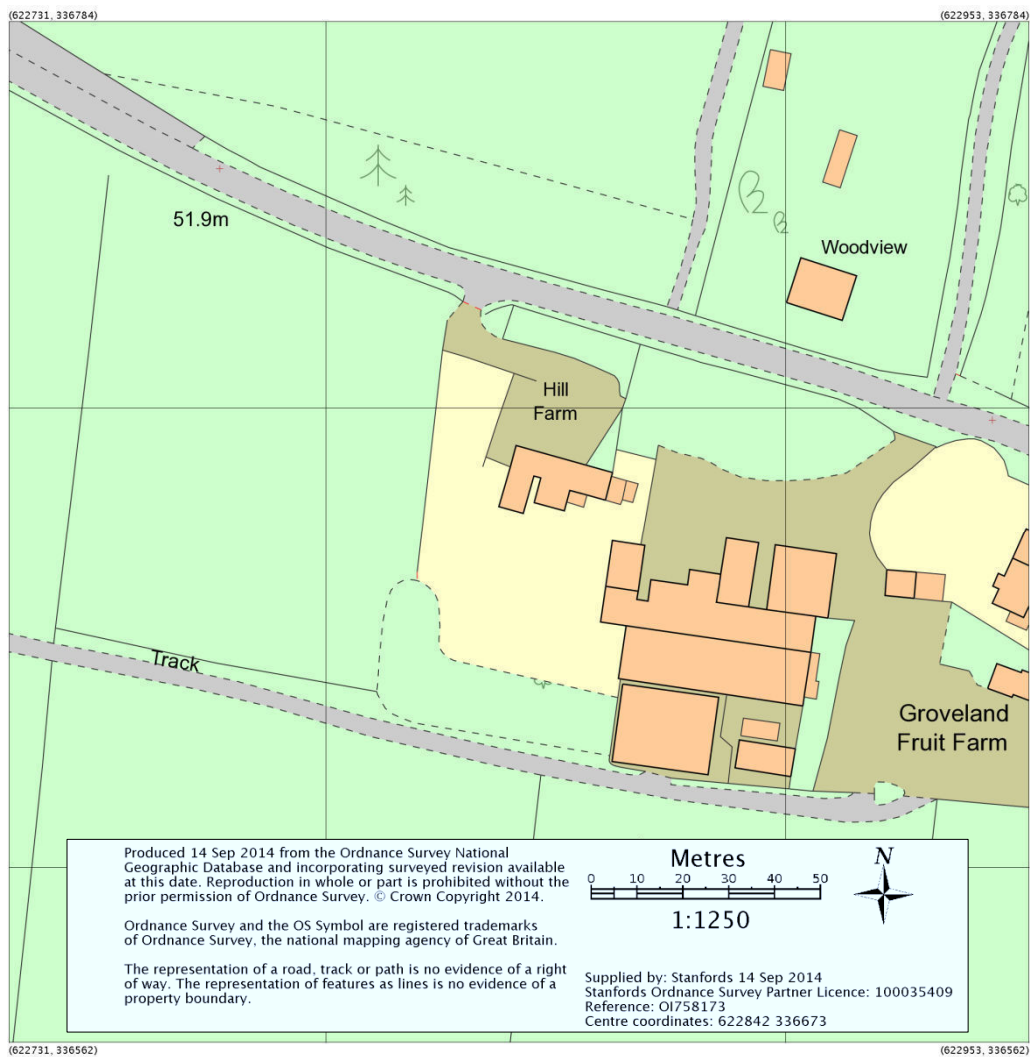 (622731, 336784)
(622953, 336784)
51.9m
Woodview
Hill
Farm
Track
Groveland
Fruit Farm
Produced 14 Sep 2014 from the Ordnance Survey National
Geographic Database and incorporating surveyed revision available
at this date. Reproduction in whole or part is prohibited without the
prior permission of Ordnance Survey. © Crown Copyright 2014.
Ordnance Survey and the OS Symbol are registered trademarks
of Ordnance Survey, the national mapping agency of Great Britain.
The representation of a road, track or path is no evidence of a right
of way. The representation of features as lines is no evidence of a
property boundary.
Metres
0 10 20 30 40 50
1:1250
N
Supplied by: Stanfords 14 Sep 2014
Stanfords Ordnance Survey Partner Licence: 100035409
Reference: OI758173
Centre coordinates: 622842 336673
(622731, 336562)
(622953, 336562)